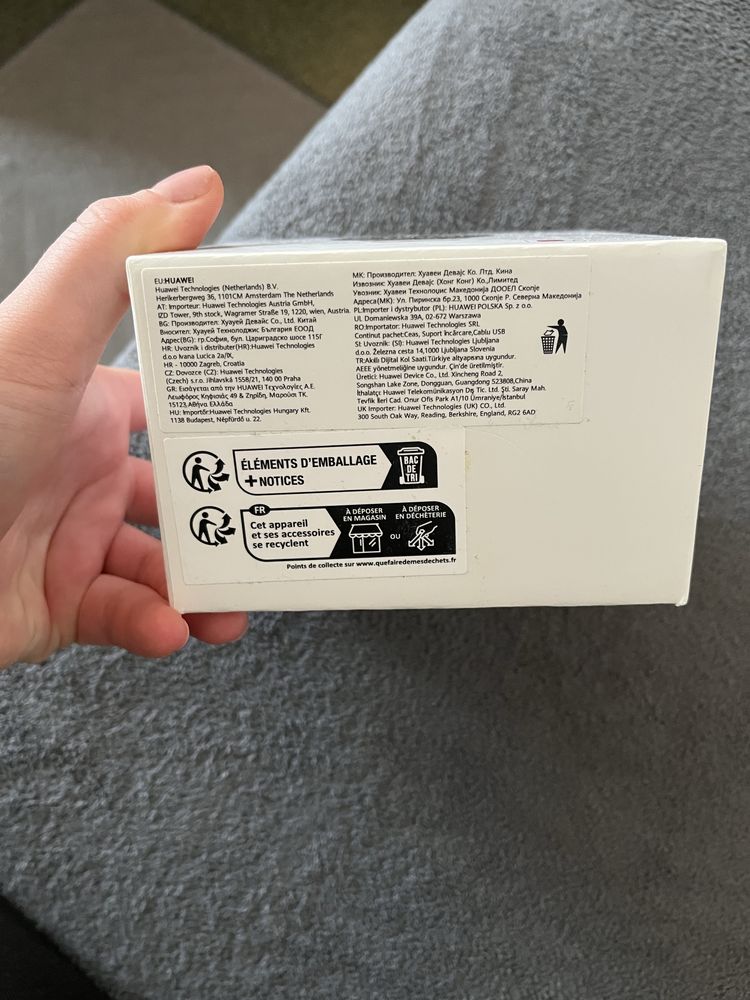 EU:HUAWEI
Huawei Technologies (Netherlands) B.V.
Herikerbergweg 36, 1101CM Amsterdam The Netherlands
AT: Importeur: Huawei Technologies Austria GmbH,
IZD Tower, 9th stock, Wagramer Straße 19, 1220, wien, Austria
BG: Производител: Хуауей Девайс Со., Ltd. Китай
Вносител: Хуауей Технолоджис България ЕООД
Адрес(BG): гр.София, бул. Цариградско шосе 115г
HR: Uvoznik i distributer(HR):Huawei Technologies
d.o.o Ivana Lucica 2a/IX,
HR - 10000 Zagreb, Croatia
CZ: Dovozce (CZ): Huawei Technologies
(Czech) s.r.o. Jihlavská 1558/21, 140 00 Praha
GR: Εισάγεται από την HUAWEI Τεχνολογίες Α.Ε.
Λεωφόρος Κηφισιάς 49 & Ζηρίδη, Μαρούσι ΤΚ.
15123,Αθήνα Ελλάδα
HU: Importőr:Huawei Technologies Hungary Kft.
1138 Budapest, Népfürdő u. 22.
MK: Производител: Хуавеи Девајс Ко. Лтд, Кина
Извозник: Хуавеи Девајс (Хонг Конг) Ко.,Лимитед
Увозник: Хуавеи Технолоџис Македонија ДООЕЛ Скопје
Адреса(МК): Ул. Пиринска бр.23, 1000 Скопје Р. Северна Македонија
PL:Importer i dystrybutor (PL): HUAWEI POLSKA Sp. z o.o.
Ul. Domaniewska 39A, 02-672 Warszawa
RO:Importator: Huawei Technologies SRL
Continut pachet:Ceas, Suport încărcare,Cablu USB
SI: Uvoznik: (SI): Huawei Technologies Ljubljana
d.o.o. Železna cesta 14,1000 Ljubljana Slovenia
TR:Akıllı Dijital Kol Saati.Türkiye altyapısına uygundur.
AEEE yönetmeliğine uygundur. Çin'de üretilmiştir.
Üretici: Huawei Device Co., Ltd. Xincheng Road 2,
Songshan Lake Zone, Dongguan, Guangdong 523808,China
İthalatçı: Huawei Telekomünikasyon Dış Tic. Ltd. Şti. Saray Mah.
Tevfik İleri Cad. Onur Ofis Park A1/10 Ümraniye/İstanbul
UK Importer: Huawei Technologies (UK) CO., Ltd.
300 South Oak Way, Reading, Berkshire, England, RG2 6AD
ÉLÉMENTS D'EMBALLAGE
+ NOTICES
BAC
DE
TRI
FR
Cet appareil
et ses accessoires
se recyclent
À DÉPOSER
EN MAGASIN
OU
À DÉPOSER
EN DÉCHÈTERIE
Points de collecte sur www.quefairedemesdechets.fr